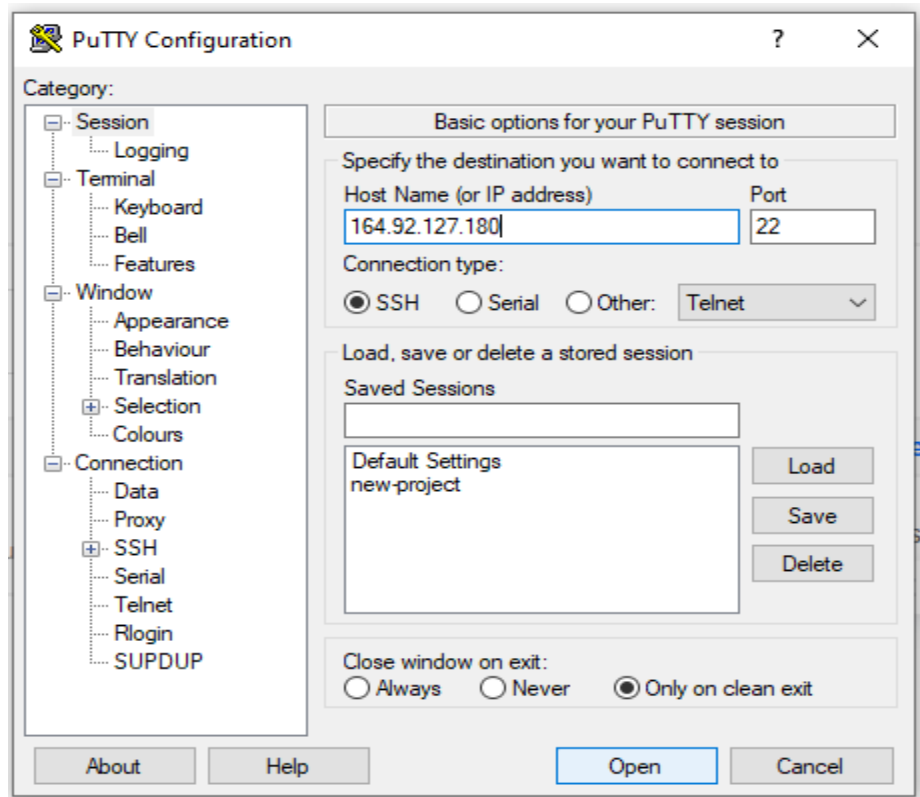 PuTTY Configuration
?
Category:
Session
Logging
Terminal
Keyboard
Bell
Features
Window
Appearance
Behaviour
Translation
Selection
Colours
Connection
Data
Proxy
SSH
Serial
Telnet
Rlogin
SUPDUP
Basic options for your PuTTY session
Specify the destination you want to connect to
Host Name (or IP address) Port
164.92.127.180 22
Connection type:
SSH Serial Other: Telnet
Load, save or delete a stored session
Saved Sessions
Default Settings
new-project
Load
Save
Delete
Close window on exit:
Always Never Only on clean exit
About Help Open Cancel